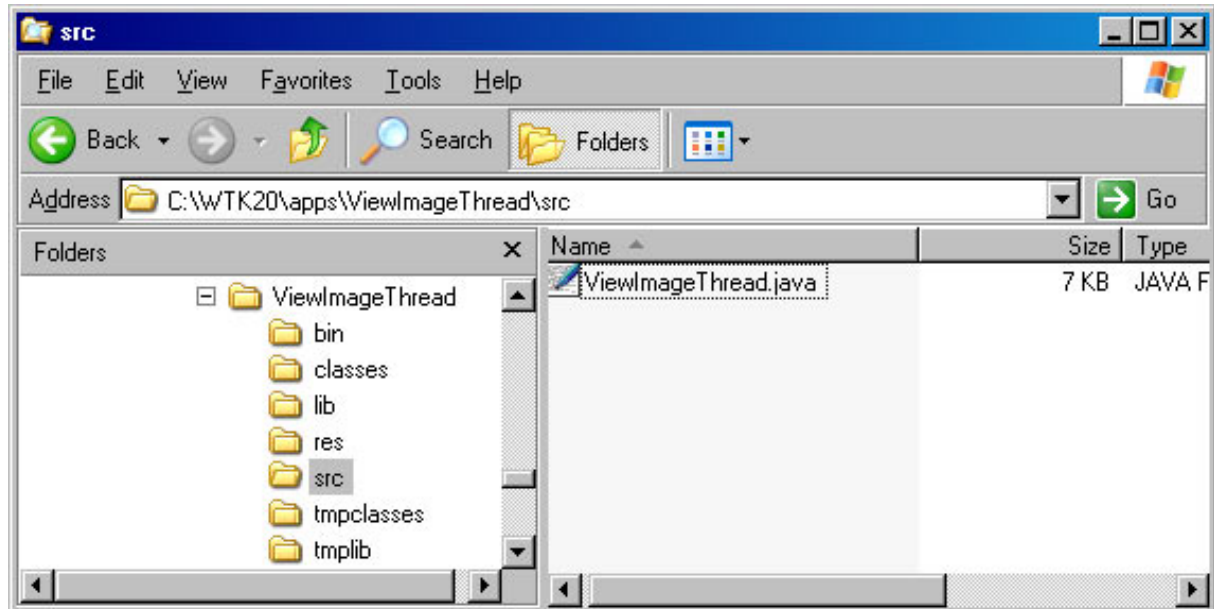 src
File Edit View Favorites Tools Help
Back Search Folders
Address C:\WTK20\apps\ViewImageThread\src Go
Folders Name Size Type
ViewImageThread ViewImageThread.java 7 KB JAVA F
bin
classes
lib
res
src
tmpclasses
tmplib